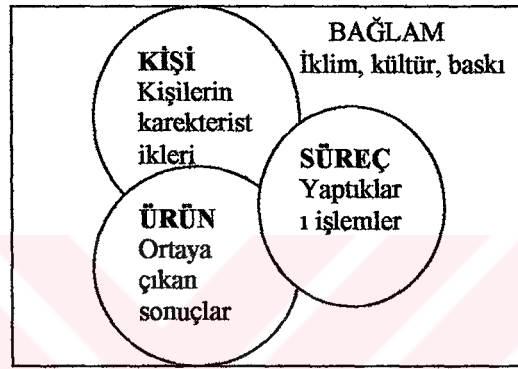 BAĞLAM
İklim, kültür, baskı
KİŞİ
Kişilerin
karekterist
ikleri
SÜREÇ
Yaptıklar
ı işlemler
ÜRÜN
Ortaya
çıkan
sonuçlar